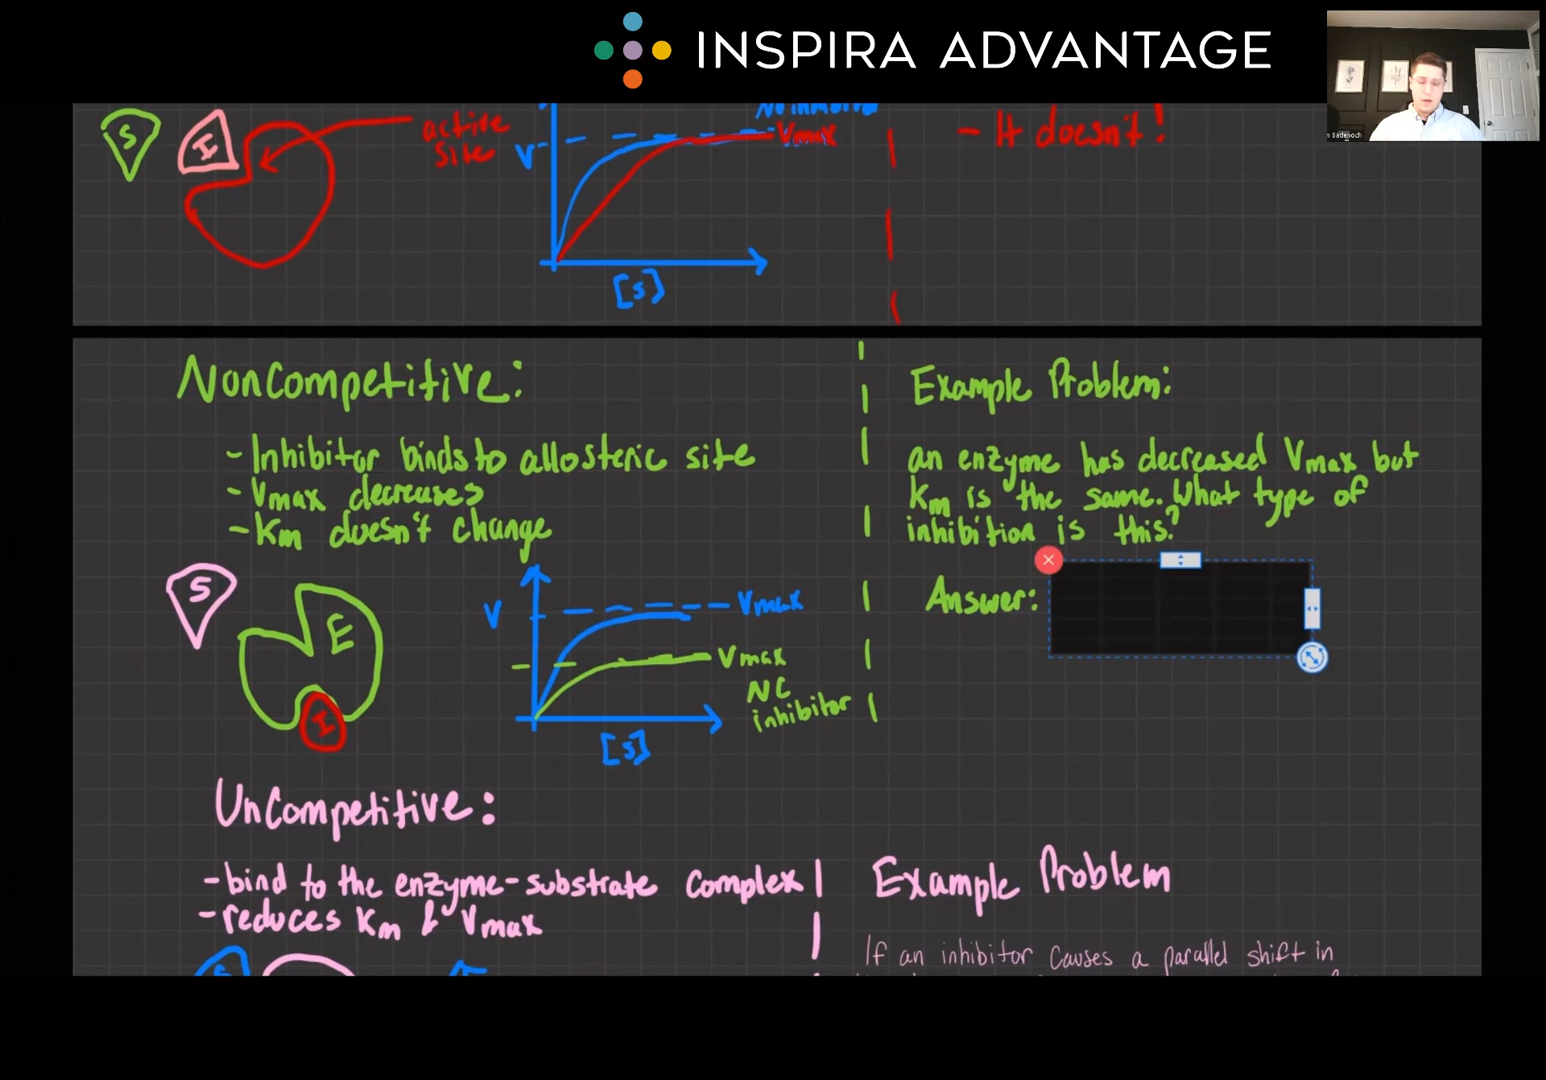 INSPIRA ADVANTAGE
Badenoch
S
I
active
site
V
Vmax
[S]
- It doesn't!
Noncompetitive:
- Inhibitor binds to allosteric site
- Vmax decreases
- Km doesn't change
S
E
I
V
Vmax
Vmax
NC
inhibitor
[S]
Example Problem:
an enzyme has decreased Vmax but
Km is the same. What type of
inhibition is this?
Answer:
Uncompetitive:
- bind to the enzyme-substrate complex
- reduces Km & Vmax
Example Problem
If an inhibitor causes a parallel shift in